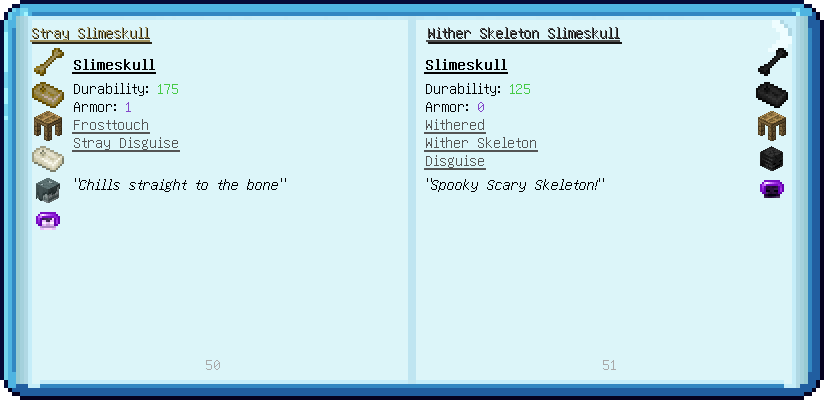 Stray Slimeskull
Slimeskull
Durability: 175
Armor: 1
Frosttouch
Stray Disguise
"Chills straight to the bone"
50
Wither Skeleton Slimeskull
Slimeskull
Durability: 125
Armor: 0
Withered
Wither Skeleton
Disguise
"Spooky Scary Skeleton!"
51